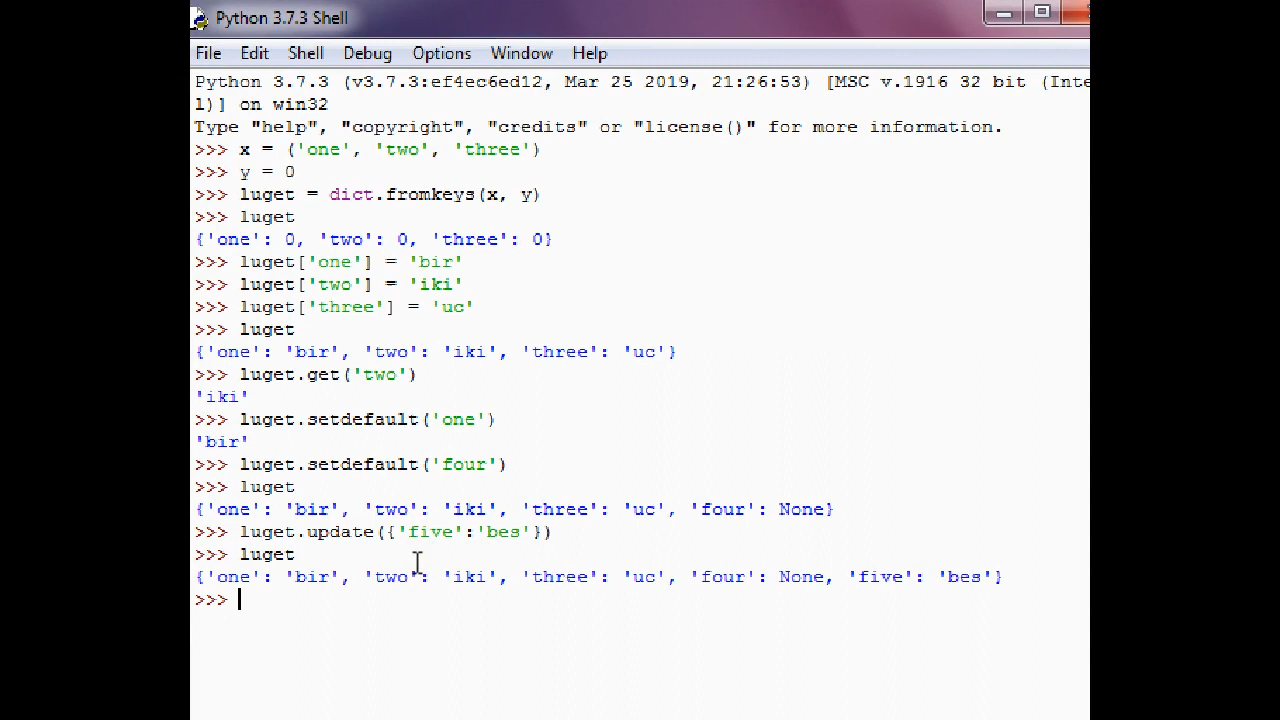 Python 3.7.3 Shell
File Edit Shell Debug Options Window Help
Python 3.7.3 (v3.7.3:ef4ec6ed12, Mar 25 2019, 21:26:53) [MSC v.1916 32 bit (Inte
l)] on win32
Type "help", "copyright", "credits" or "license()" for more information.
>>> x = ('one', 'two', 'three')
>>> y = 0
>>> luget = dict.fromkeys(x, y)
>>> luget
{'one': 0, 'two': 0, 'three': 0}
>>> luget['one'] = 'bir'
>>> luget['two'] = 'iki'
>>> luget['three'] = 'uc'
>>> luget
{'one': 'bir', 'two': 'iki', 'three': 'uc'}
>>> luget.get('two')
'iki'
>>> luget.setdefault('one')
'bir'
>>> luget.setdefault('four')
>>> luget
{'one': 'bir', 'two': 'iki', 'three': 'uc', 'four': None}
>>> luget.update({'five':'bes'})
>>> luget
{'one': 'bir', 'two': 'iki', 'three': 'uc', 'four': None, 'five': 'bes'}
>>>